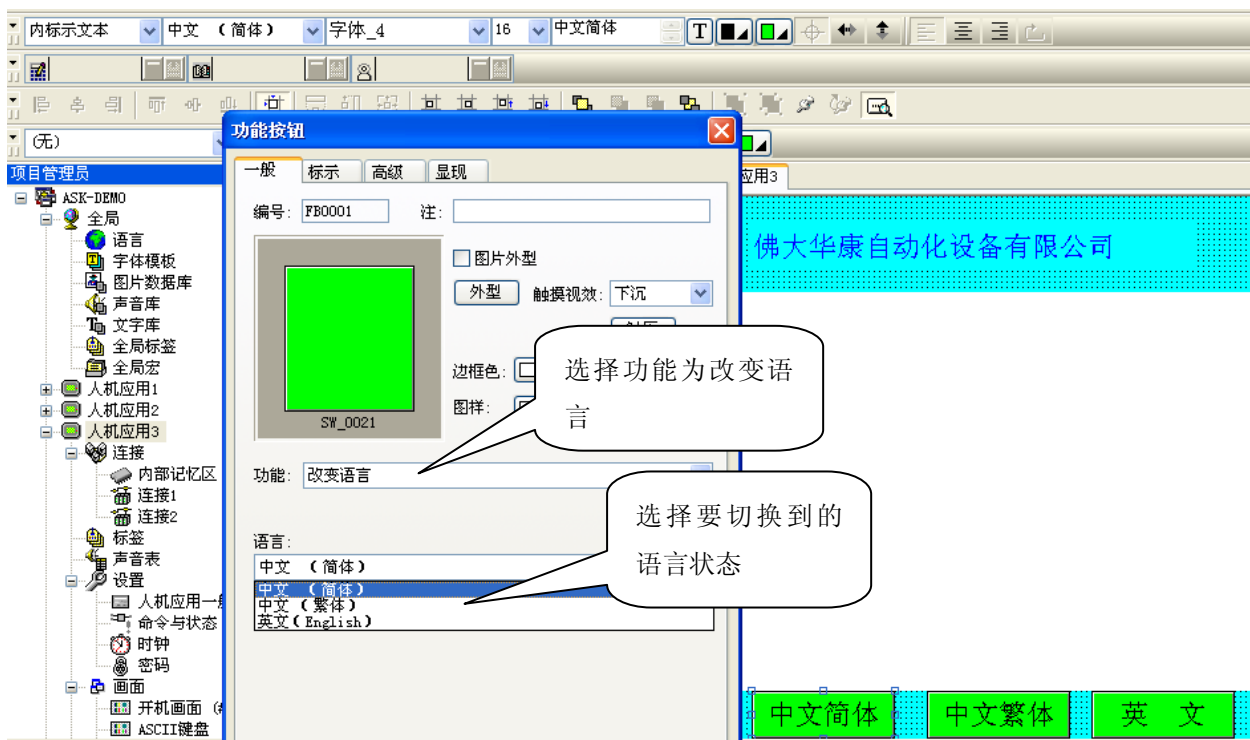 内标示文本 中文 （简体） 字体_4 16 中文简体 T
(无)
功能按钮
项目管理员
ASK-DEMO
全局
语言
字体模板
图片数据库
声音库
文字库
全局标签
全局宏
人机应用1
人机应用2
人机应用3
连接
内部记忆区
连接1
连接2
标签
声音表
设置
人机应用一般
命令与状态
时钟
密码
画面
开机画面 (#
ASCII键盘
一般 标示 高级 显现
编号: FB0001 注:
SW_0021
图片外型
外型 触摸视效: 下沉
边框色:
图样:
功能: 改变语言
语言:
中文 （简体）
中文 （简体）
中文 (繁体)
英文(English)
选择功能为改变语
言
选择要切换到的
语言状态
应用3
佛大华康自动化设备有限公司
中文简体 中文繁体 英 文